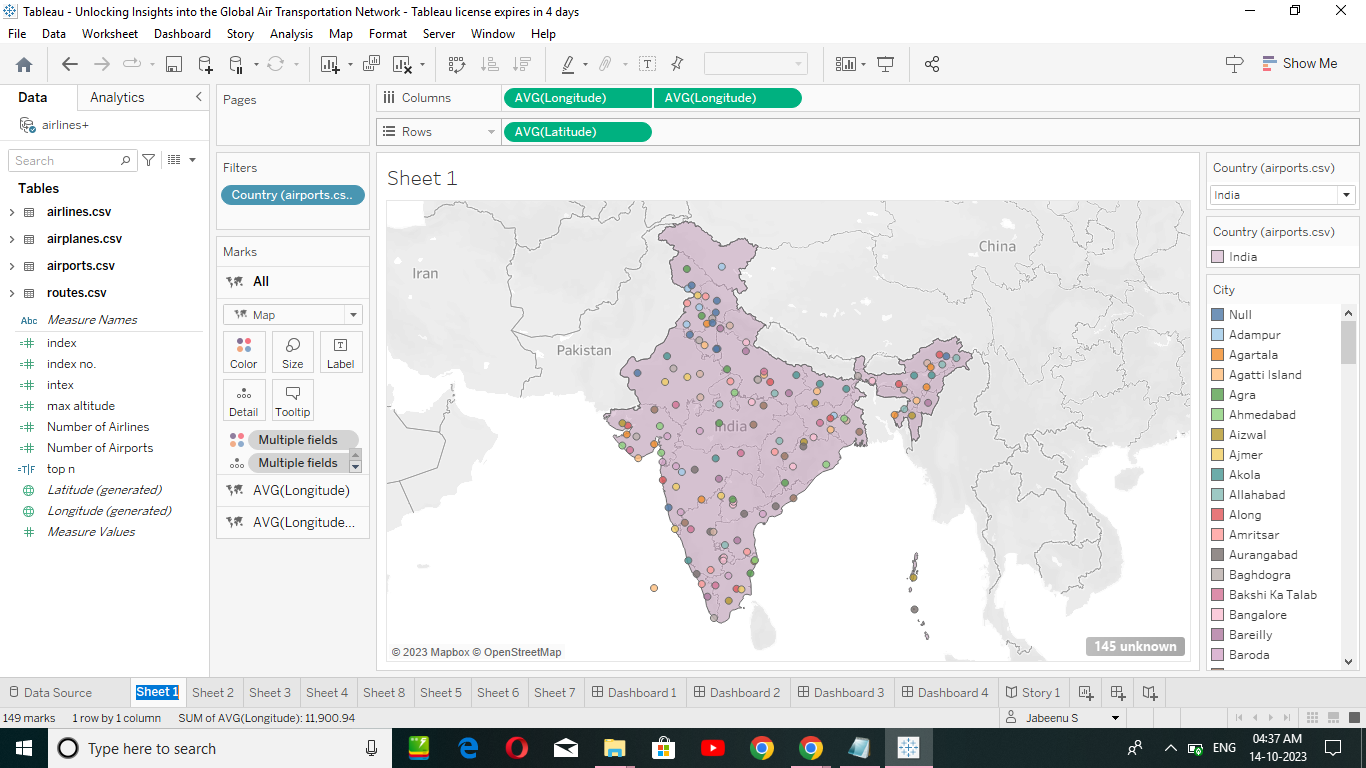 Tableau - Unlocking Insights into the Global Air Transportation Network - Tableau license expires in 4 days
File Data Worksheet Dashboard Story Analysis Map Format Server Window Help
Show Me
Data Analytics
airlines+
Search
Tables
airlines.csv
airplanes.csv
airports.csv
routes.csv
Abc Measure Names
index
index no.
intex
max altitude
Number of Airlines
Number of Airports
T|F top n
Latitude (generated)
Longitude (generated)
Measure Values
Pages
Filters
Country (airports.cs..
Marks
All
Map
Color Size Label
Detail Tooltip
Multiple fields
Multiple fields
AVG(Longitude)
AVG(Longitude...
Columns AVG(Longitude) AVG(Longitude)
Rows AVG(Latitude)
Sheet 1
Iran
China
Pakistan
India
© 2023 Mapbox © OpenStreetMap
145 unknown
Country (airports.csv)
India
Country (airports.csv)
India
City
Null
Adampur
Agartala
Agatti Island
Agra
Ahmedabad
Aizwal
Ajmer
Akola
Allahabad
Along
Amritsar
Aurangabad
Baghdogra
Bakshi Ka Talab
Bangalore
Bareilly
Baroda
Data Source Sheet 1 Sheet 2 Sheet 3 Sheet 4 Sheet 8 Sheet 5 Sheet 6 Sheet 7 Dashboard 1 Dashboard 2 Dashboard 3 Dashboard 4 Story 1
149 marks 1 row by 1 column SUM of AVG(Longitude): 11,900.94 Jabeenu S
Type here to search
ENG
04:37 AM
14-10-2023